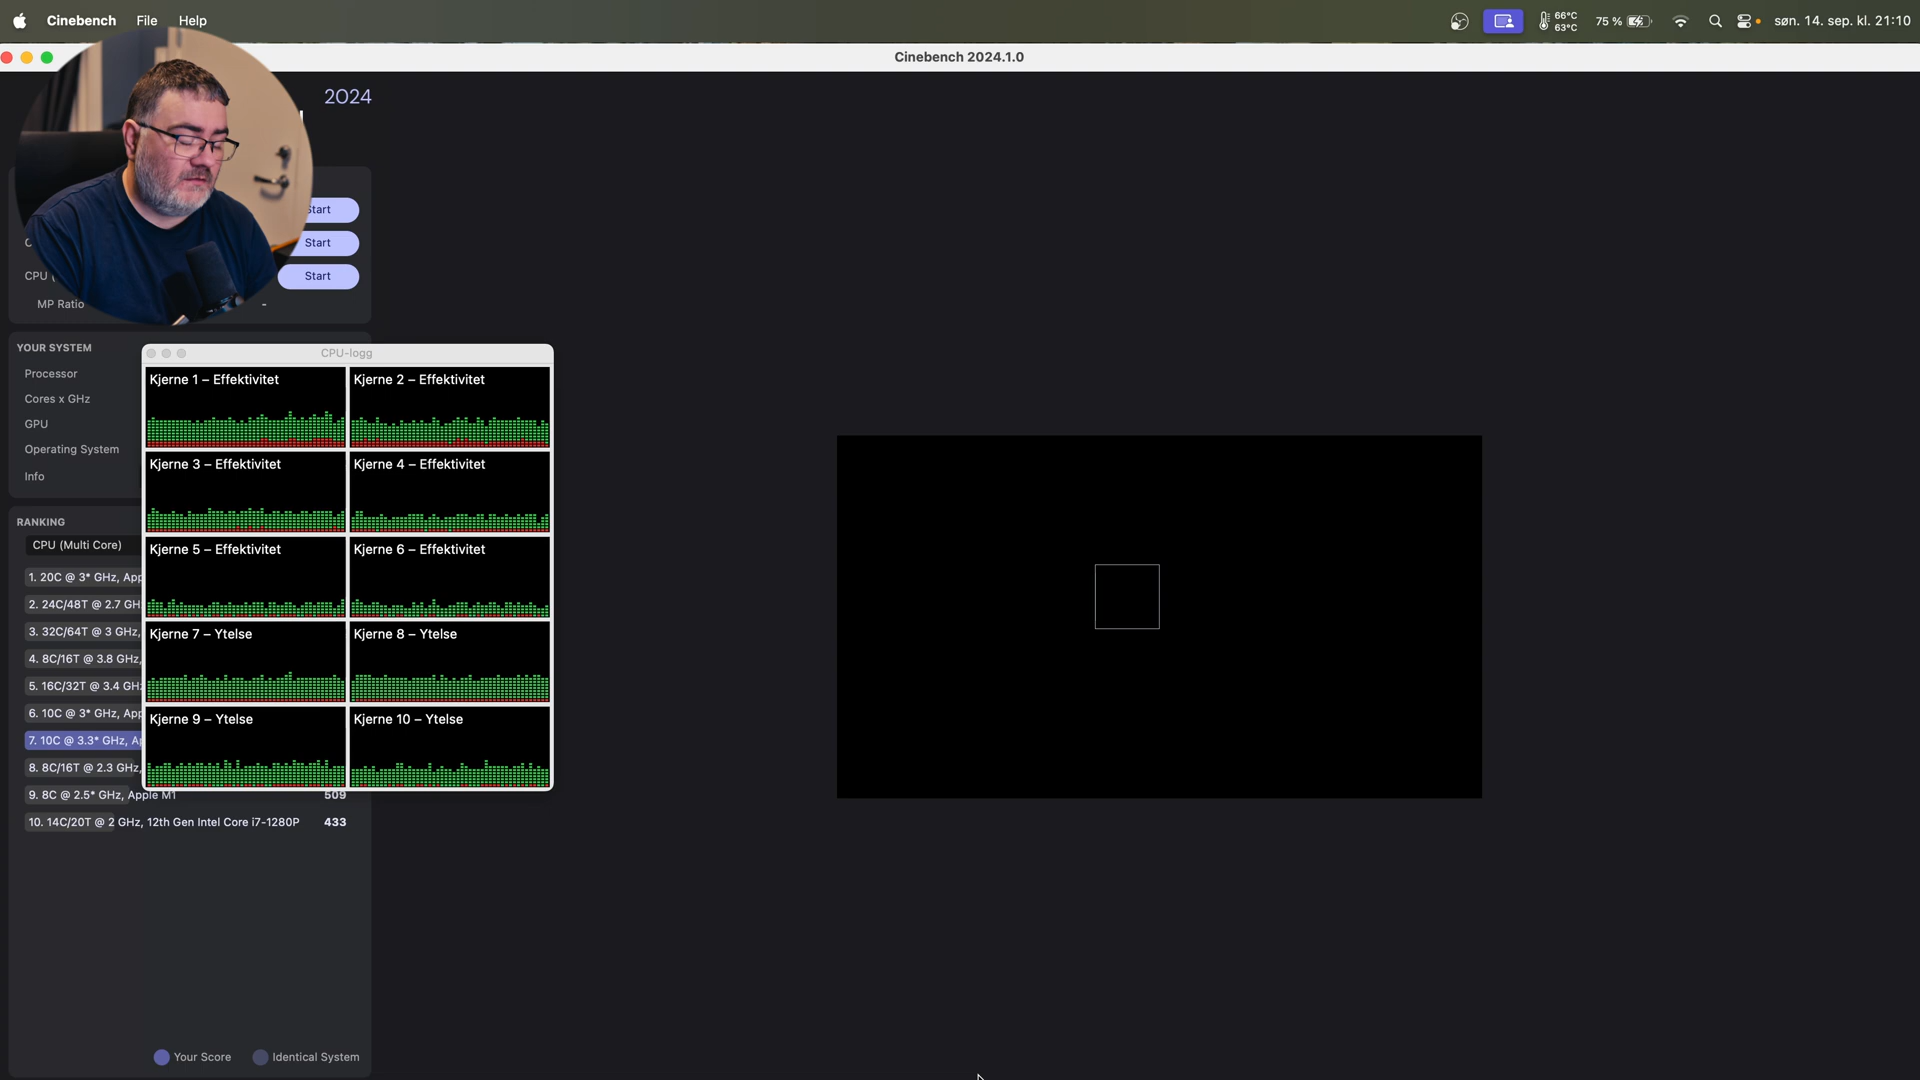 Cinebench File Help
66°C
63°C
75 %
søn. 14. sep. kl. 21:10
Cinebench 2024.1.0
2024
Start
Start
CPU (
Start
MP Ratio -
YOUR SYSTEM
Processor
Cores x GHz
GPU
Operating System
Info
CPU-logg
Kjerne 1 – Effektivitet
Kjerne 2 – Effektivitet
Kjerne 3 – Effektivitet
Kjerne 4 – Effektivitet
Kjerne 5 – Effektivitet
Kjerne 6 – Effektivitet
Kjerne 7 – Ytelse
Kjerne 8 – Ytelse
Kjerne 9 – Ytelse
Kjerne 10 – Ytelse
RANKING
CPU (Multi Core)
1. 20C @ 3* GHz, App
2. 24C/48T @ 2.7 GH
3. 32C/64T @ 3 GHz,
4. 8C/16T @ 3.8 GHz,
5. 16C/32T @ 3.4 GH
6. 10C @ 3* GHz, App
7. 10C @ 3.3* GHz, Ap
8. 8C/16T @ 2.3 GHz,
9. 8C @ 2.5* GHz, Apple M1 509
10. 14C/20T @ 2 GHz, 12th Gen Intel Core i7-1280P 433
Your Score Identical System